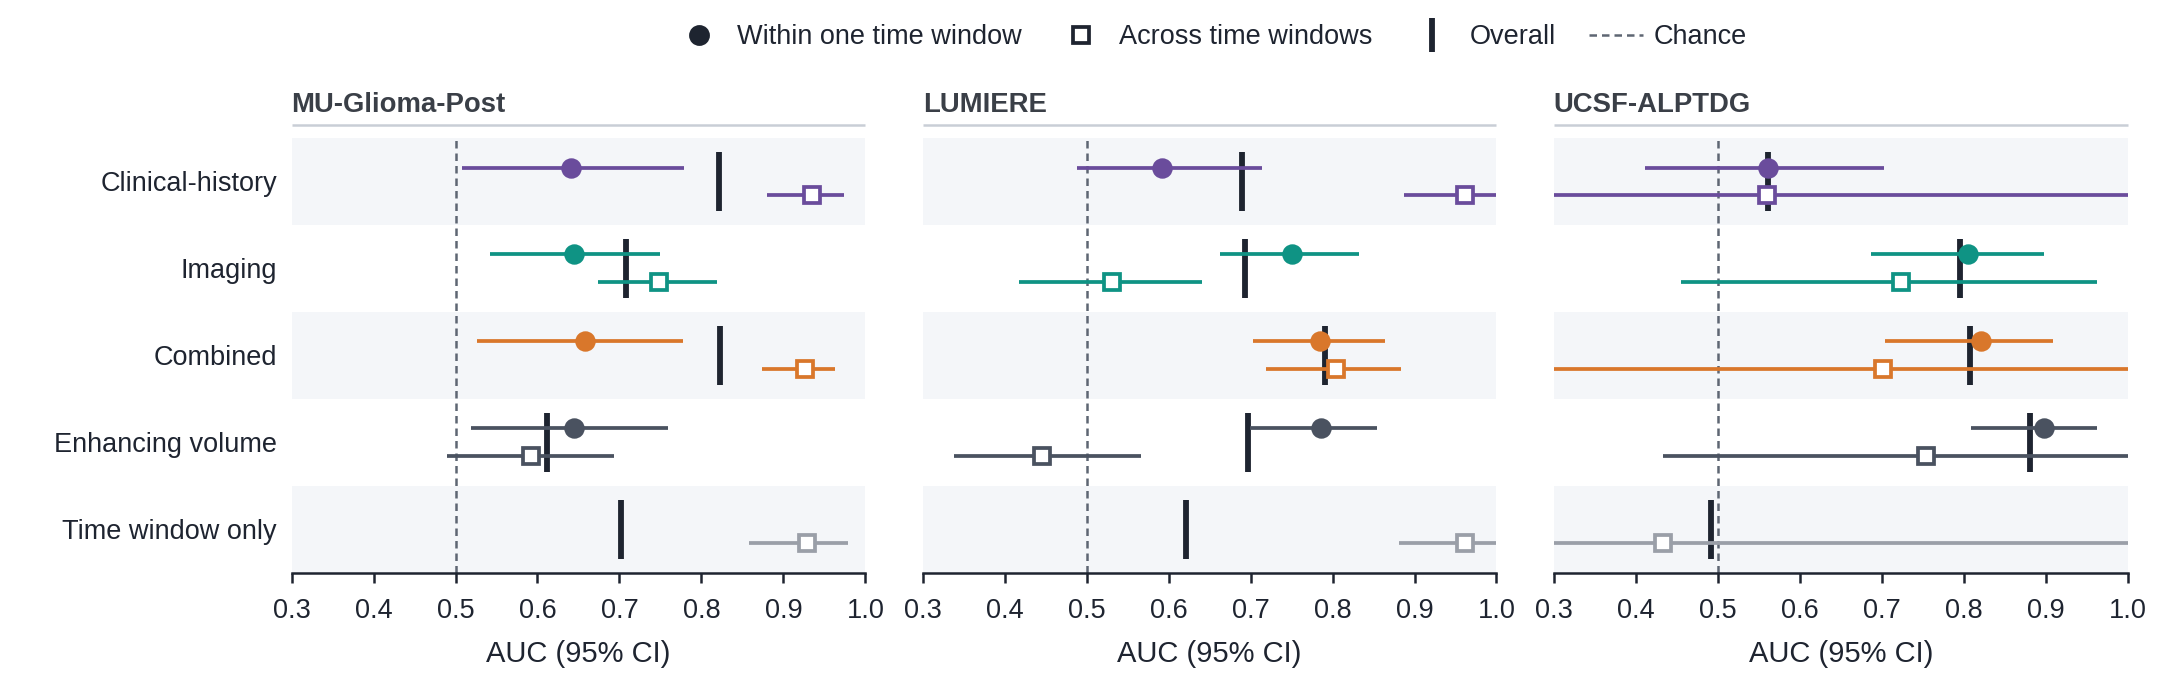 Within one time window Across time windows Overall Chance
MU-Glioma-Post LUMIERE UCSF-ALPTDG
Clinical-history
Imaging
Combined
Enhancing volume
Time window only
0.3 0.4 0.5 0.6 0.7 0.8 0.9 1.0 0.3 0.4 0.5 0.6 0.7 0.8 0.9 1.0 0.3 0.4 0.5 0.6 0.7 0.8 0.9 1.0
AUC (95% CI) AUC (95% CI) AUC (95% CI)